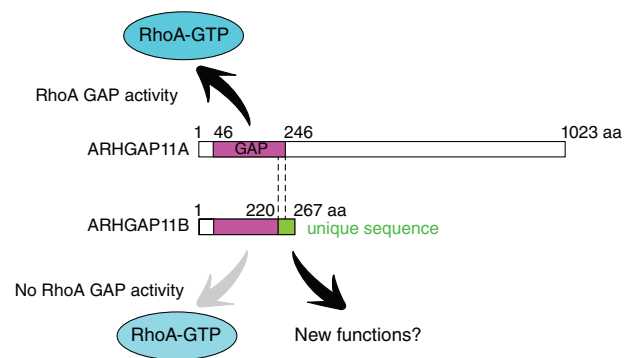 RhoA-GTP
RhoA GAP activity
1 46 246 1023 aa
ARHGAP11A GAP
1 220 267 aa
ARHGAP11B unique sequence
No RhoA GAP activity
RhoA-GTP New functions?